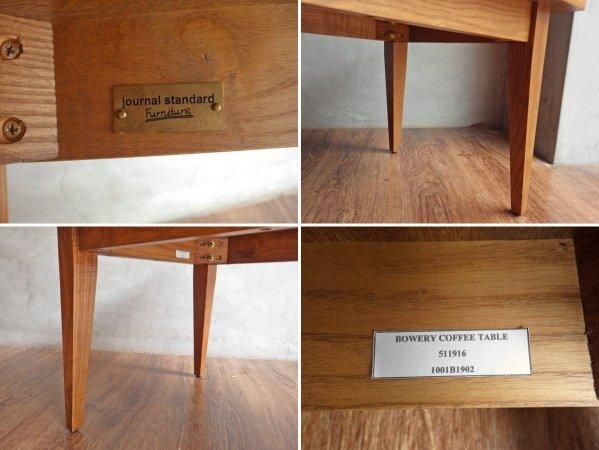 journal standard
Furniture
BOWERY COFFEE TABLE
511916
1001B1902